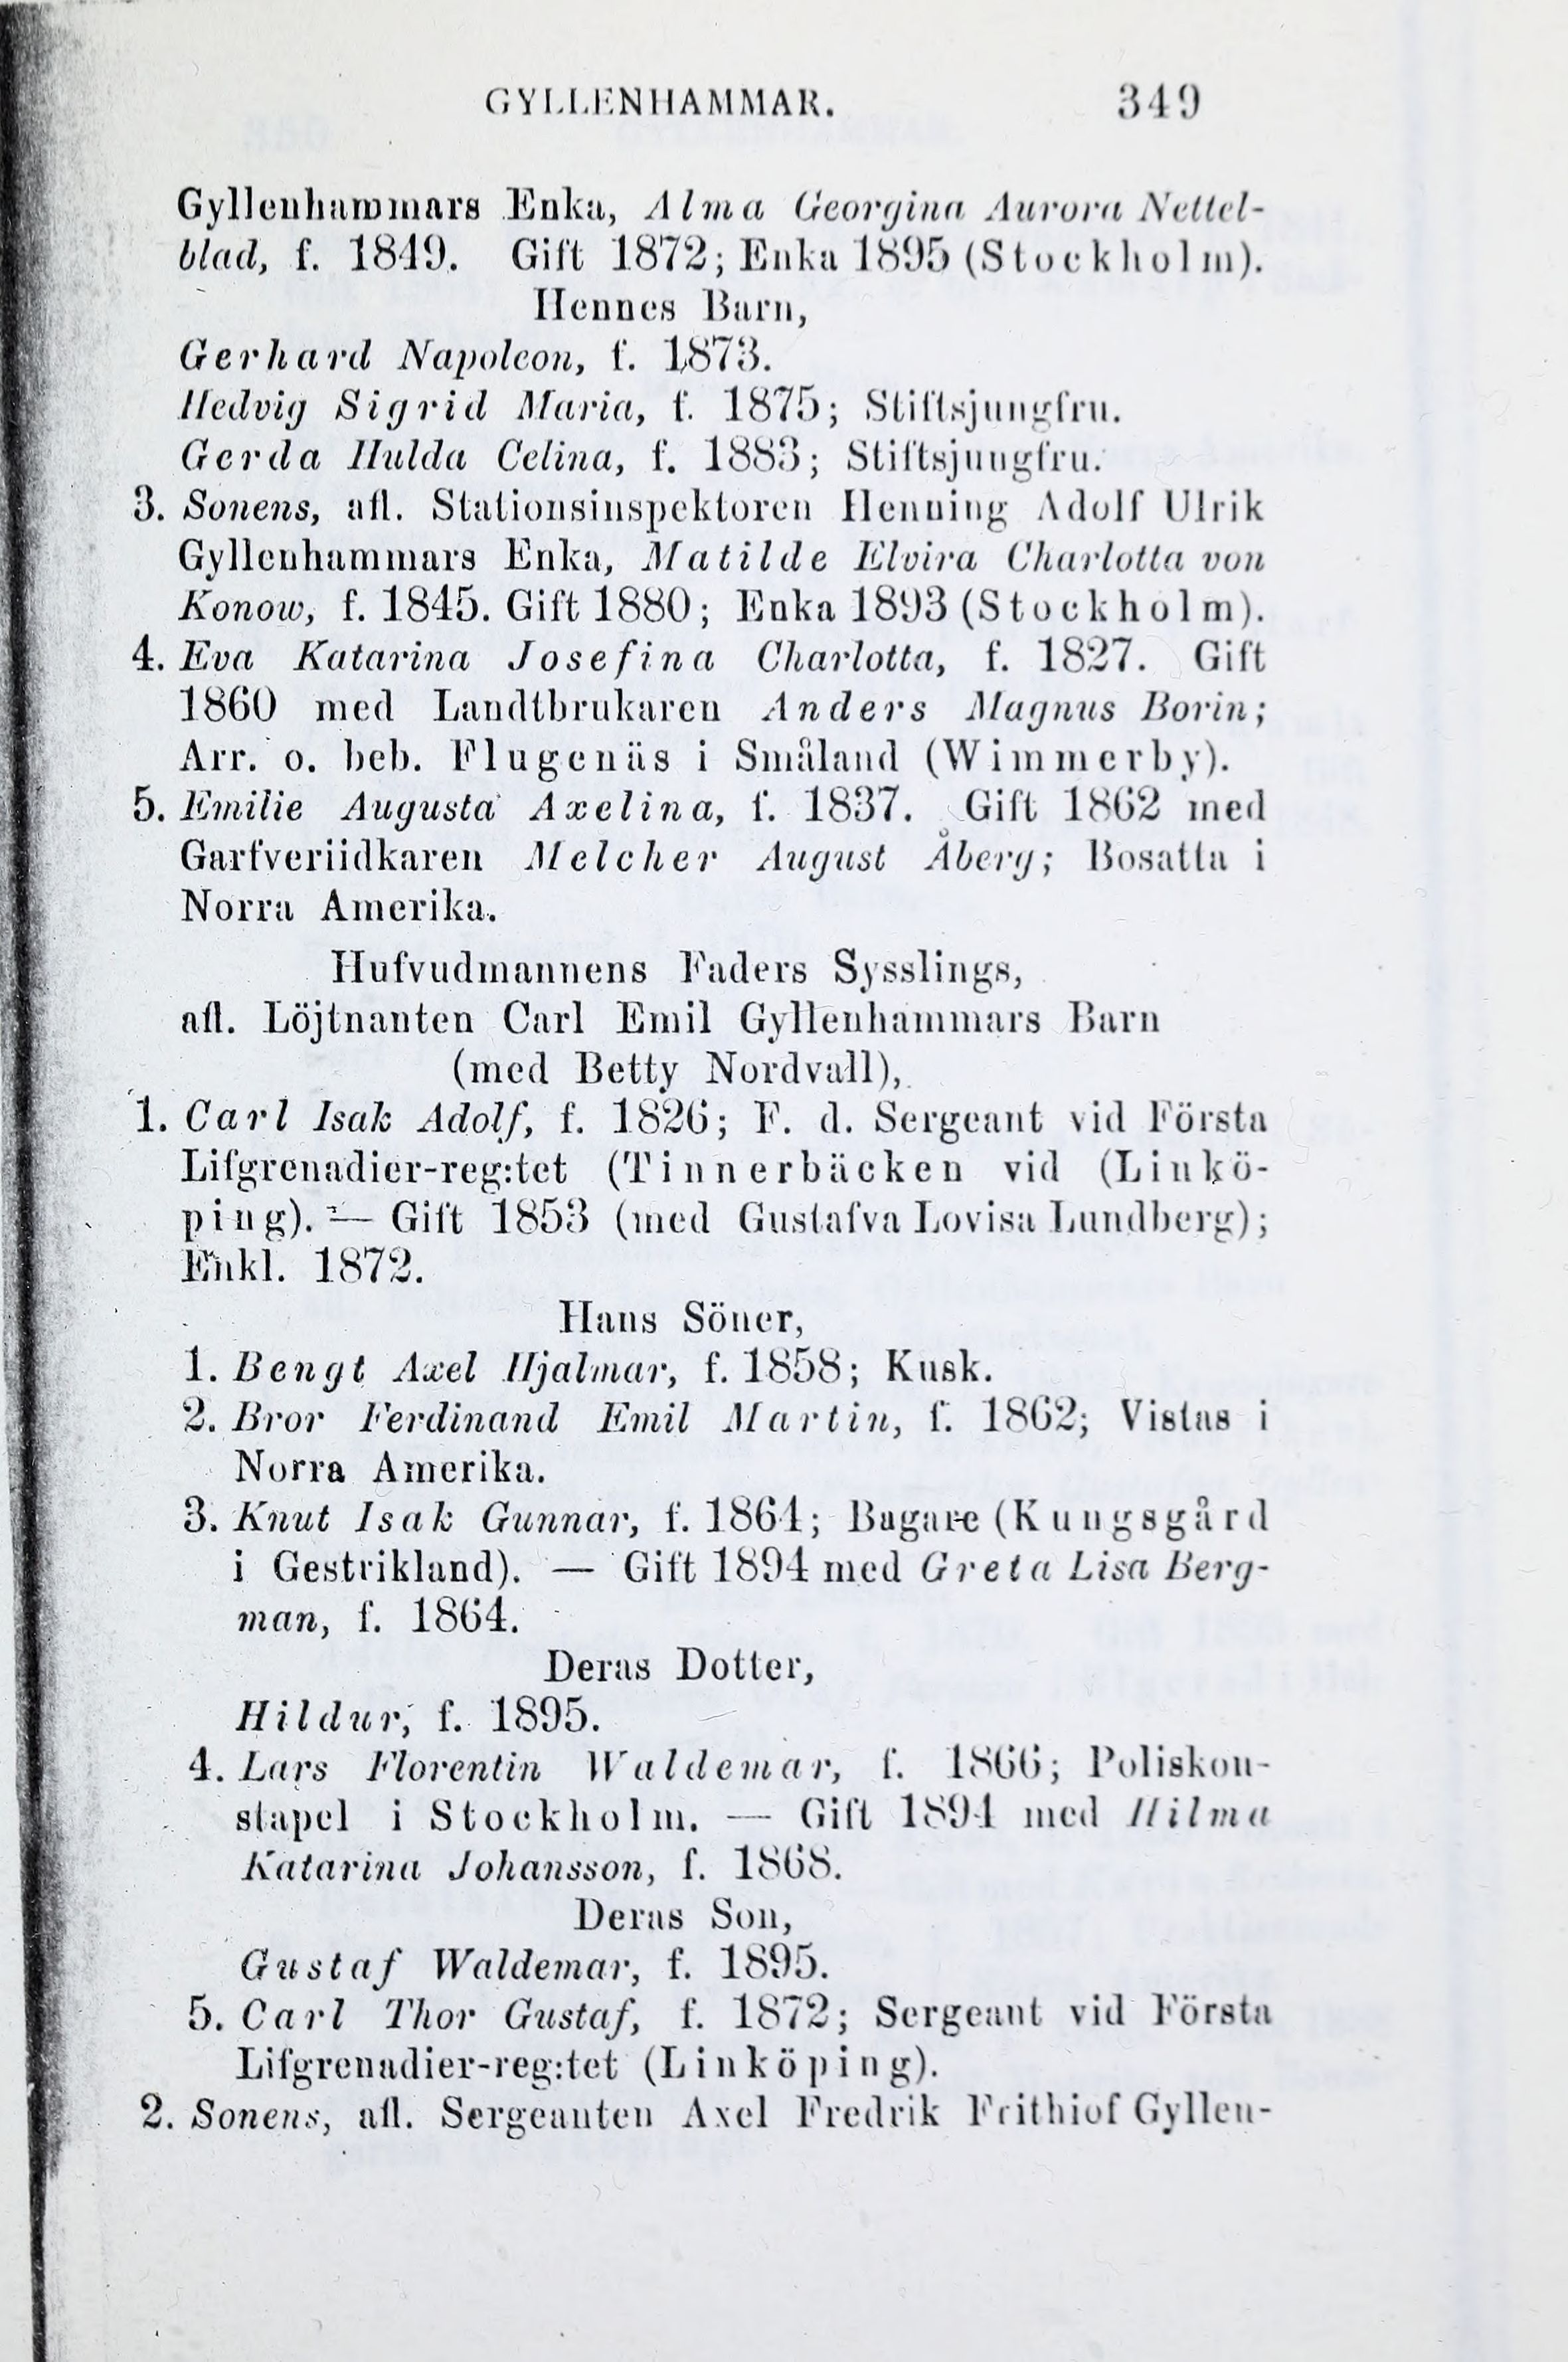 GYLLENHAMMAR. 349
Gyllenhammars Enka, Alma Georgina Aurora Nettel-
blad, f. 1849. Gift 1872; Enka 1895 (Stockholm).
Hennes Barn,
Gerhard Napoleon, f. 1873.
Hedvig Sigrid Maria, f. 1875; Stiftsjungfru.
Gerda Hulda Celina, f. 1883; Stiftsjungfru.
3. Sonens, afl. Stationsinspektoren Henning Adolf Ulrik
Gyllenhammars Enka, Matilde Elvira Charlotta von
Konow, f. 1845. Gift 1880; Enka 1893 (Stockholm).
4. Eva Katarina Josefina Charlotta, f. 1827. Gift
1860 med Landtbrukaren Anders Magnus Borin;
Arr. o. beb. Flugenäs i Småland (Wimmerby).
5. Emilie Augusta Axelina, f. 1837. Gift 1862 med
Garfveriidkaren Melcher August Åberg; Bosatta i
Norra Amerika.
Hufvudmannens Faders Sysslings,
afl. Löjtnanten Carl Emil Gyllenhammars Barn
(med Betty Nordvall),
1. Carl Isak Adolf, f. 1826; F. d. Sergeant vid Första
Lifgrenadier-reg:tet (Tinnerbäcken vid (Linkö-
ping). — Gift 1853 (med Gustafva Lovisa Lundberg);
Enkl. 1872.
Hans Söner,
1. Bengt Axel Hjalmar, f. 1858; Kusk.
2. Bror Ferdinand Emil Martin, f. 1862; Vistas i
Norra Amerika.
3. Knut Isak Gunnar, f. 1864; Bagare (Kungsgård
i Gestrikland). — Gift 1894 med Greta Lisa Berg-
man, f. 1864.
Deras Dotter,
Hildur, f. 1895.
4. Lars Florentin Waldemar, f. 1866; Poliskon-
stapel i Stockholm. — Gift 1894 med Hilma
Katarina Johansson, f. 1868.
Deras Son,
Gustaf Waldemar, f. 1895.
5. Carl Thor Gustaf, f. 1872; Sergeant vid Första
Lifgrenadier-reg:tet (Linköping).
2. Sonens, afl. Sergeanten Axel Fredrik Frithiof Gyllen-